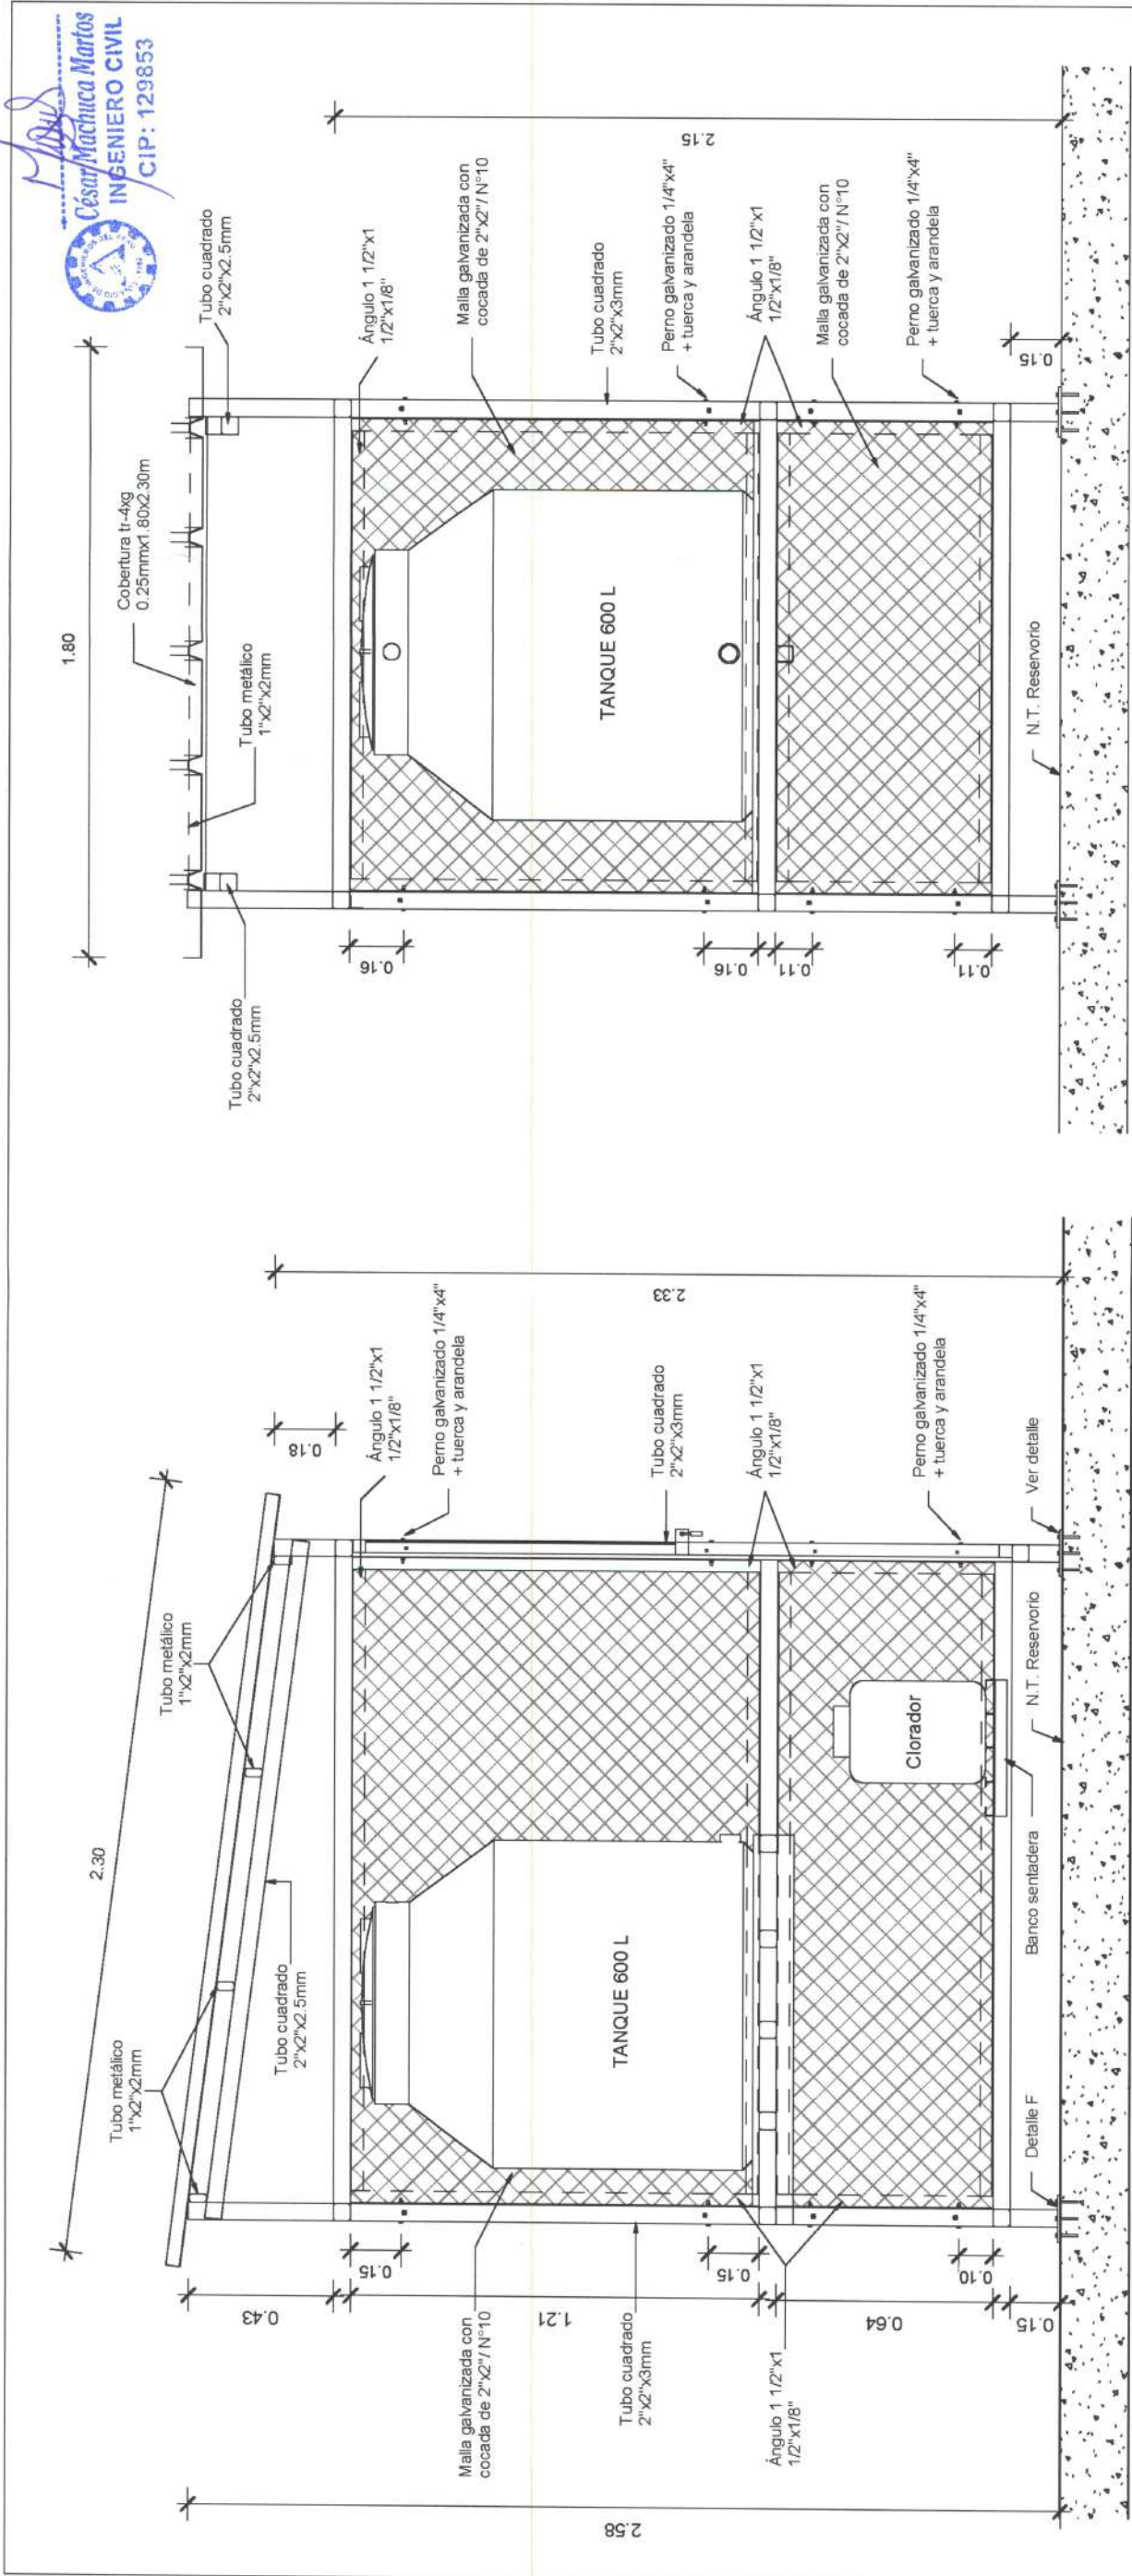 César Machuca Martos
INGENIERO CIVIL
CIP: 129853
2.30
Tubo metálico
1"x2"x2mm
Tubo metálico
1"x2"x2mm
Tubo cuadrado
2"x2"x2.5mm
0.18
0.43
Ángulo 1 1/2"x1
1/2"x1/8"
Perno galvanizado 1/4"x4"
+ tuerca y arandela
0.15
Malla galvanizada con
cocada de 2"x2"/ N°10
1.21
TANQUE 600 L
2.33
Tubo cuadrado
2"x2"x3mm
Tubo cuadrado
2"x2"x3mm
0.15
Ángulo 1 1/2"x1
1/2"x1/8"
Ángulo 1 1/2"x1
1/2"x1/8"
0.64
Clorador
Perno galvanizado 1/4"x4"
+ tuerca y arandela
0.10
0.15
2.58
Detalle F
Banco sentadera
N.T. Reservorio
Ver detalle
1.80
Cobertura tr-4xg
0.25mmx1.80x2.30m
Tubo cuadrado
2"x2"x2.5mm
Tubo metálico
1"x2"x2mm
Tubo cuadrado
2"x2"x2.5mm
Ángulo 1 1/2"x1
1/2"x1/8"
0.16
Malla galvanizada con
cocada de 2"x2"/ N°10
2.15
TANQUE 600 L
Tubo cuadrado
2"x2"x3mm
Perno galvanizado 1/4"x4"
+ tuerca y arandela
0.16
Ángulo 1 1/2"x1
1/2"x1/8"
0.11
Malla galvanizada con
cocada de 2"x2"/ N°10
Perno galvanizado 1/4"x4"
+ tuerca y arandela
0.11
0.15
N.T. Reservorio